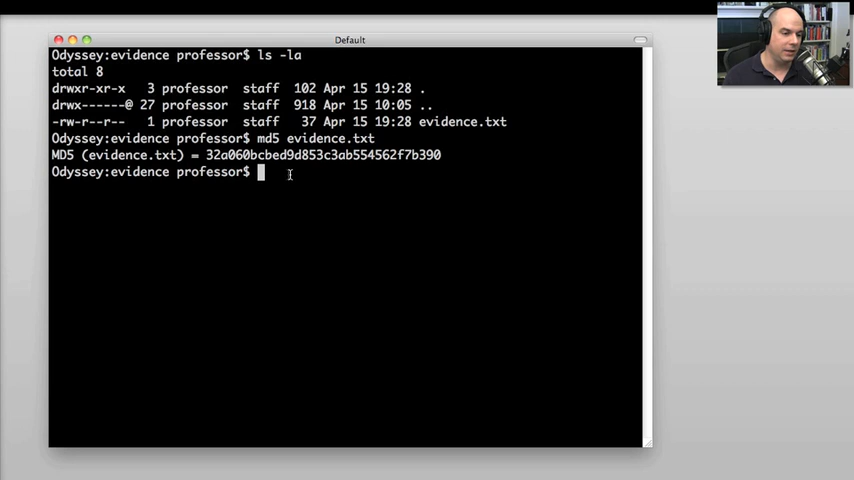 Default
Odyssey:evidence professor$ ls -la
total 8
drwxr-xr-x   3 professor  staff  102 Apr 15 19:28 .
drwx------@ 27 professor  staff  918 Apr 15 10:05 ..
-rw-r--r--   1 professor  staff   37 Apr 15 19:28 evidence.txt
Odyssey:evidence professor$ md5 evidence.txt
MD5 (evidence.txt) = 32a060bcbed9d853c3ab554562f7b390
Odyssey:evidence professor$